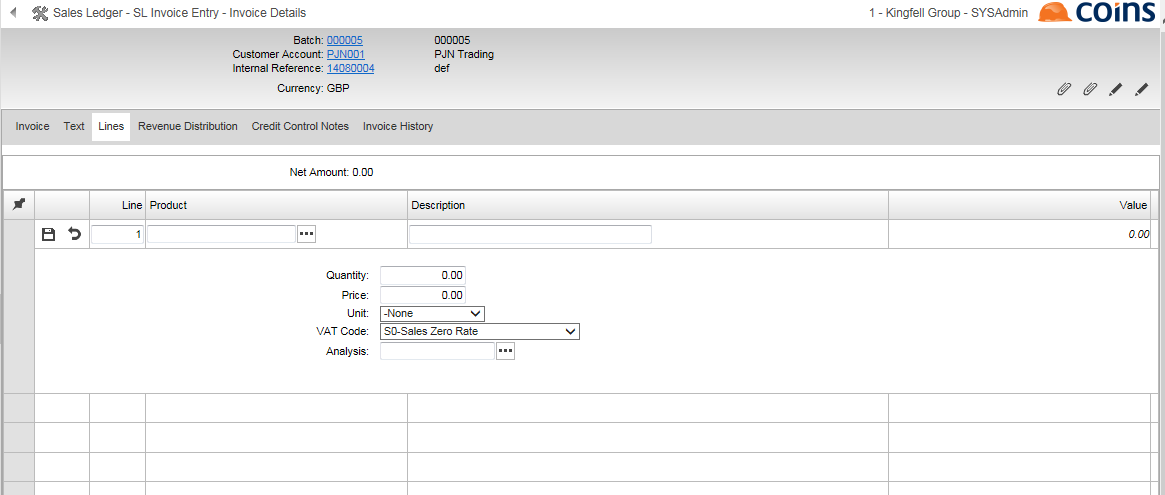 Sales Ledger - SL Invoice Entry - Invoice Details
1 - Kingfell Group - SYSAdmin
COINS
Batch: 000005 000005
Customer Account: PJN001 PJN Trading
Internal Reference: 14080004 def
Currency: GBP
Invoice Text Lines Revenue Distribution Credit Control Notes Invoice History
Net Amount: 0.00
Line Product Description Value
1 0.00
Quantity: 0.00
Price: 0.00
Unit: -None
VAT Code: S0-Sales Zero Rate
Analysis: